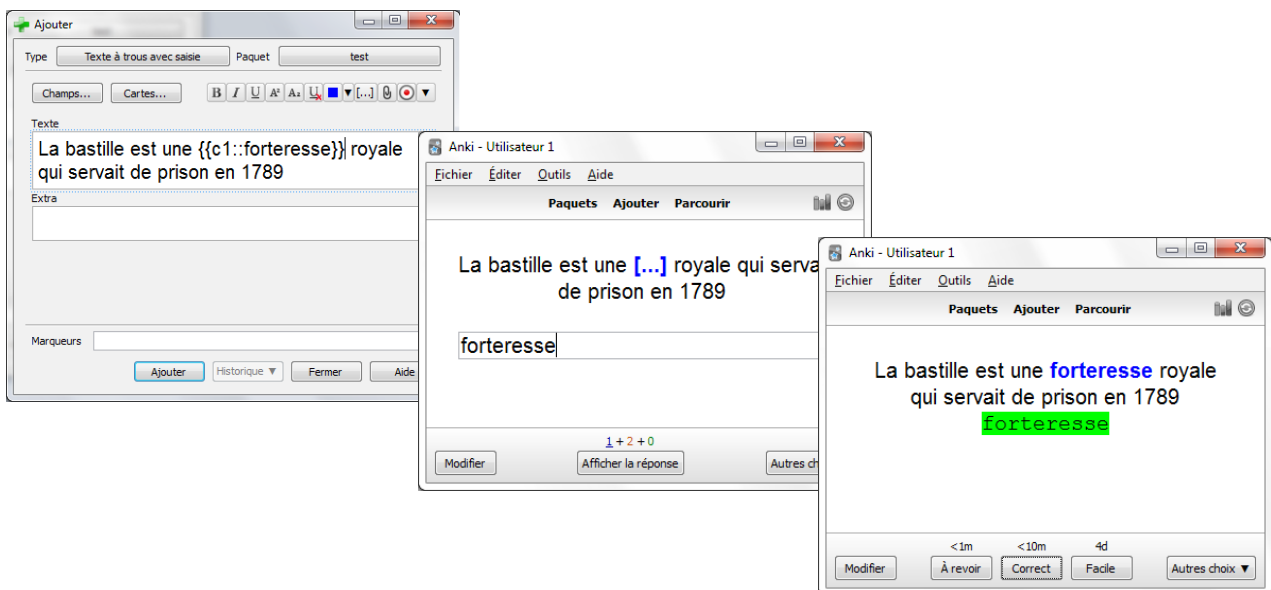 Ajouter
Type Texte à trous avec saisie Paquet test
Champs... Cartes... B I U A² A₂ U [...]
Texte
La bastille est une {{c1::forteresse}} royale
qui servait de prison en 1789
Extra
Marqueurs
Ajouter Historique ▼ Fermer Aide
Anki - Utilisateur 1
Fichier Éditer Outils Aide
Paquets Ajouter Parcourir
La bastille est une [...] royale qui serva
de prison en 1789
forteresse
1 + 2 + 0
Modifier Afficher la réponse Autres ch
Anki - Utilisateur 1
Fichier Éditer Outils Aide
Paquets Ajouter Parcourir
La bastille est une forteresse royale
qui servait de prison en 1789
forteresse
<1m <10m 4d
Modifier À revoir Correct Facile Autres choix ▼